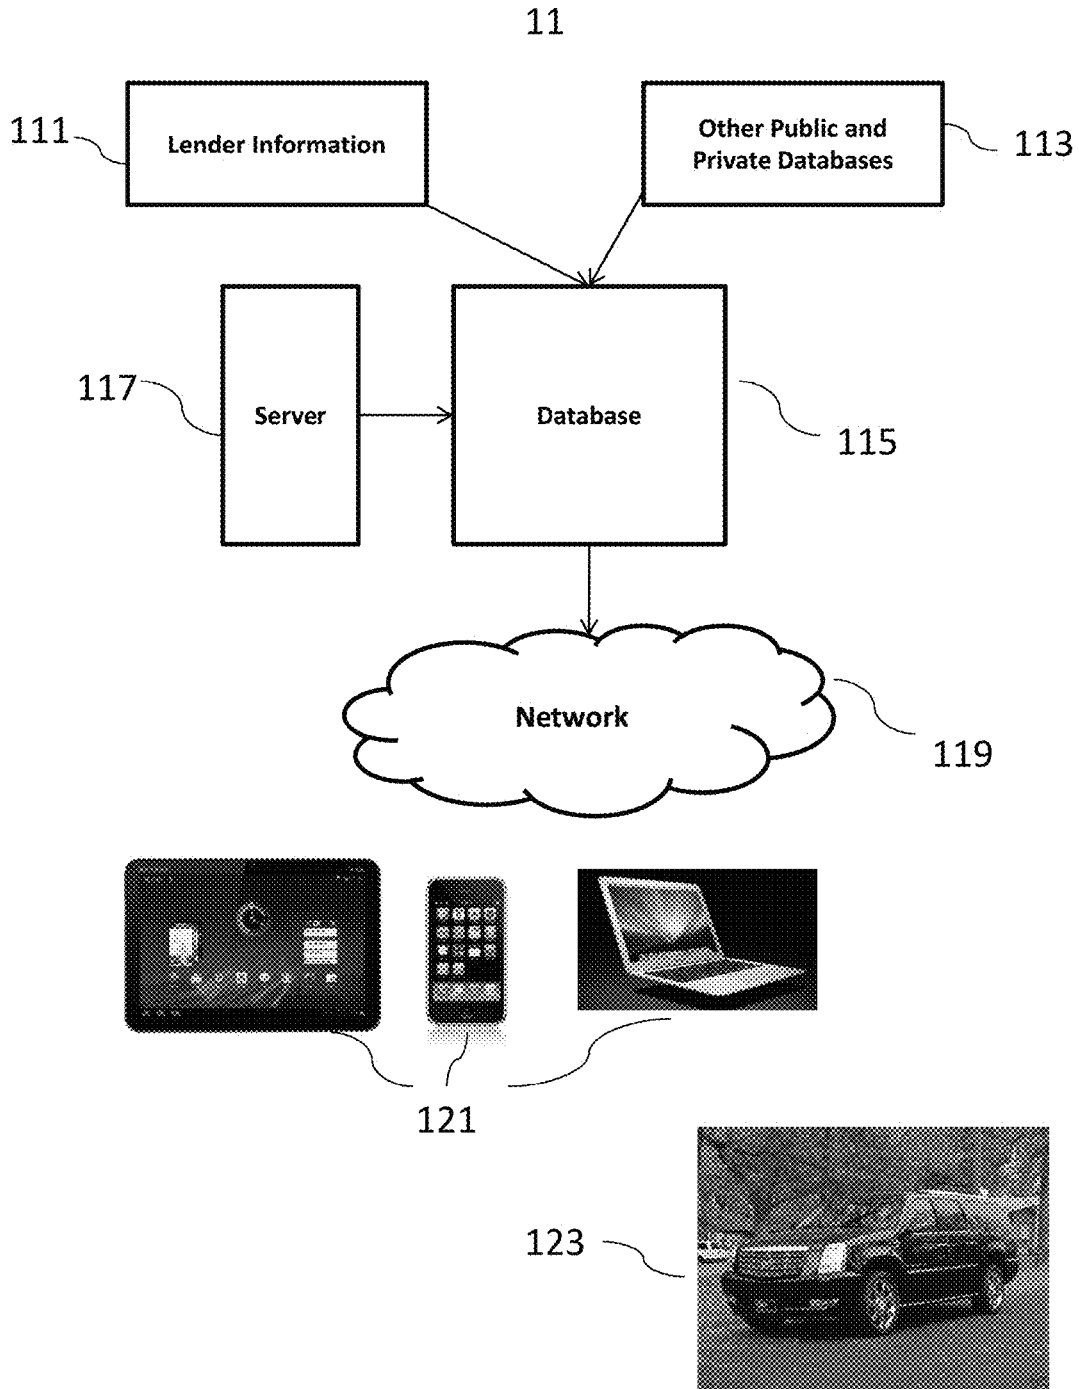 11
111
Lender Information
Other Public and
Private Databases
113
117
Server
Database
115
Network
119
121
123